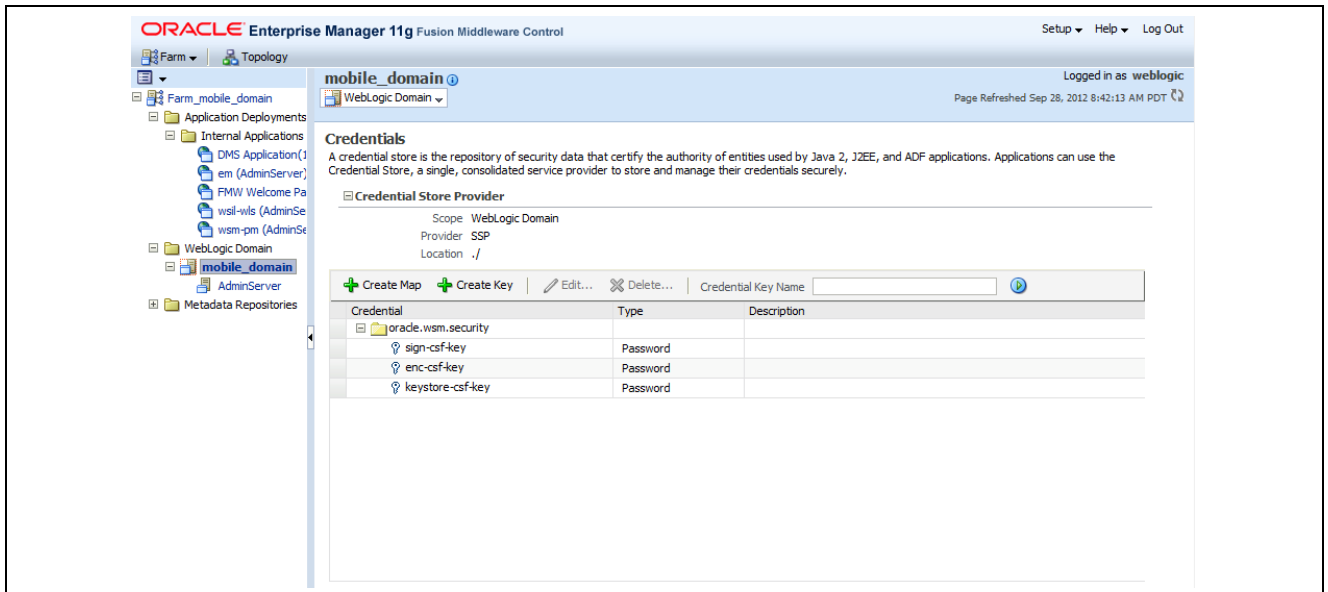 ORACLE Enterprise Manager 11g Fusion Middleware Control
Setup Help Log Out
Farm Topology
mobile_domain
Logged in as weblogic
WebLogic Domain
Page Refreshed Sep 28, 2012 8:42:13 AM PDT
Farm_mobile_domain
Application Deployments
Internal Applications
DMS Application(1
em (AdminServer)
FMW Welcome Pa
wsil-wls (AdminSe
wsm-pm (AdminSe
WebLogic Domain
mobile_domain
AdminServer
Metadata Repositories
Credentials
A credential store is the repository of security data that certify the authority of entities used by Java 2, J2EE, and ADF applications. Applications can use the
Credential Store, a single, consolidated service provider to store and manage their credentials securely.
Credential Store Provider
Scope WebLogic Domain
Provider SSP
Location ./
Create Map Create Key Edit... Delete... Credential Key Name
Credential Type Description
oracle.wsm.security
sign-csf-key Password
enc-csf-key Password
keystore-csf-key Password